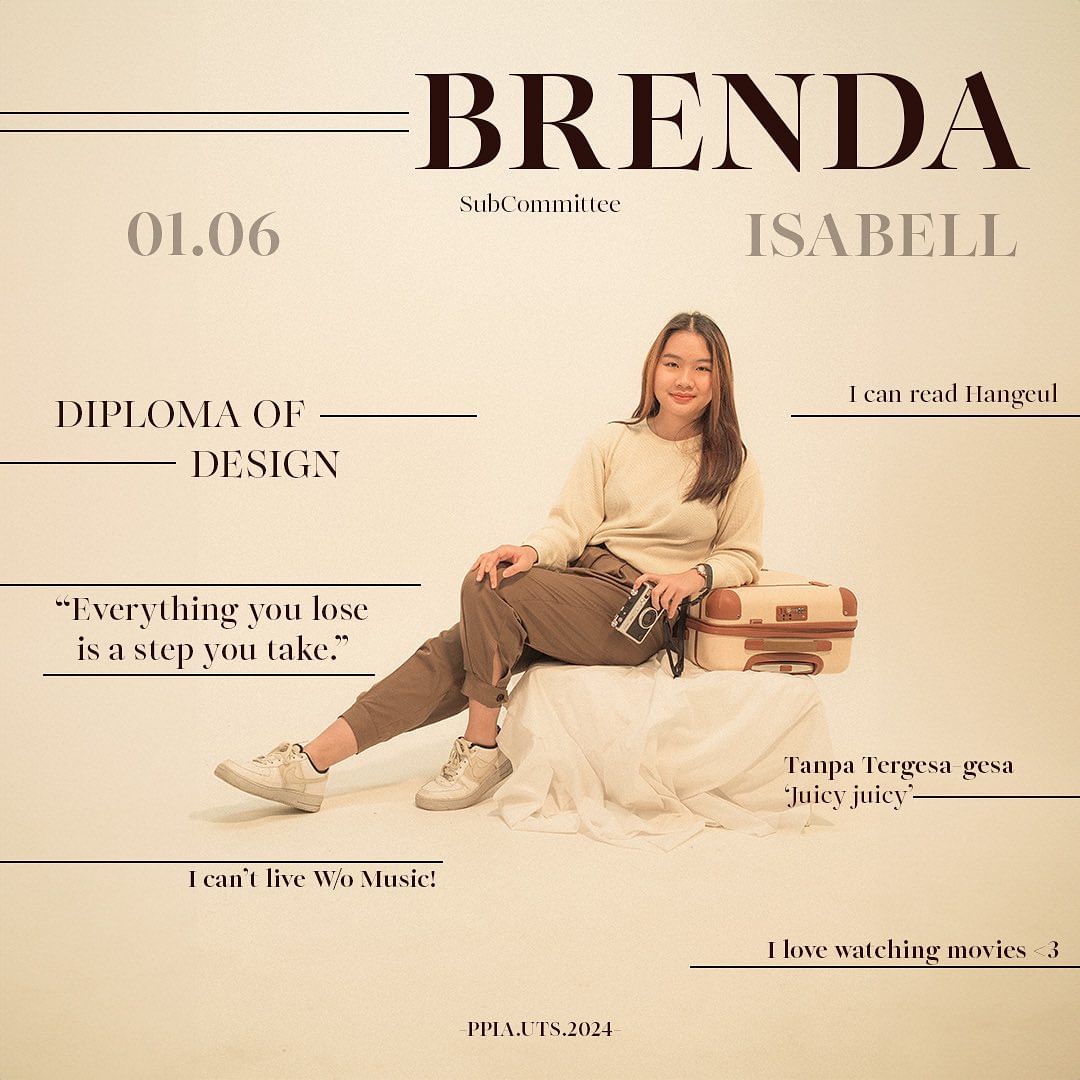 BRENDA
SubCommittee
01.06
ISABELL
I can read Hangeul
DIPLOMA OF
DESIGN
“Everything you lose
is a step you take.”
Tanpa Tergesa-gesa
‘Juicy juicy’
I can’t live W/o Music!
I love watching movies <3
-PPIA.UTS.2024-